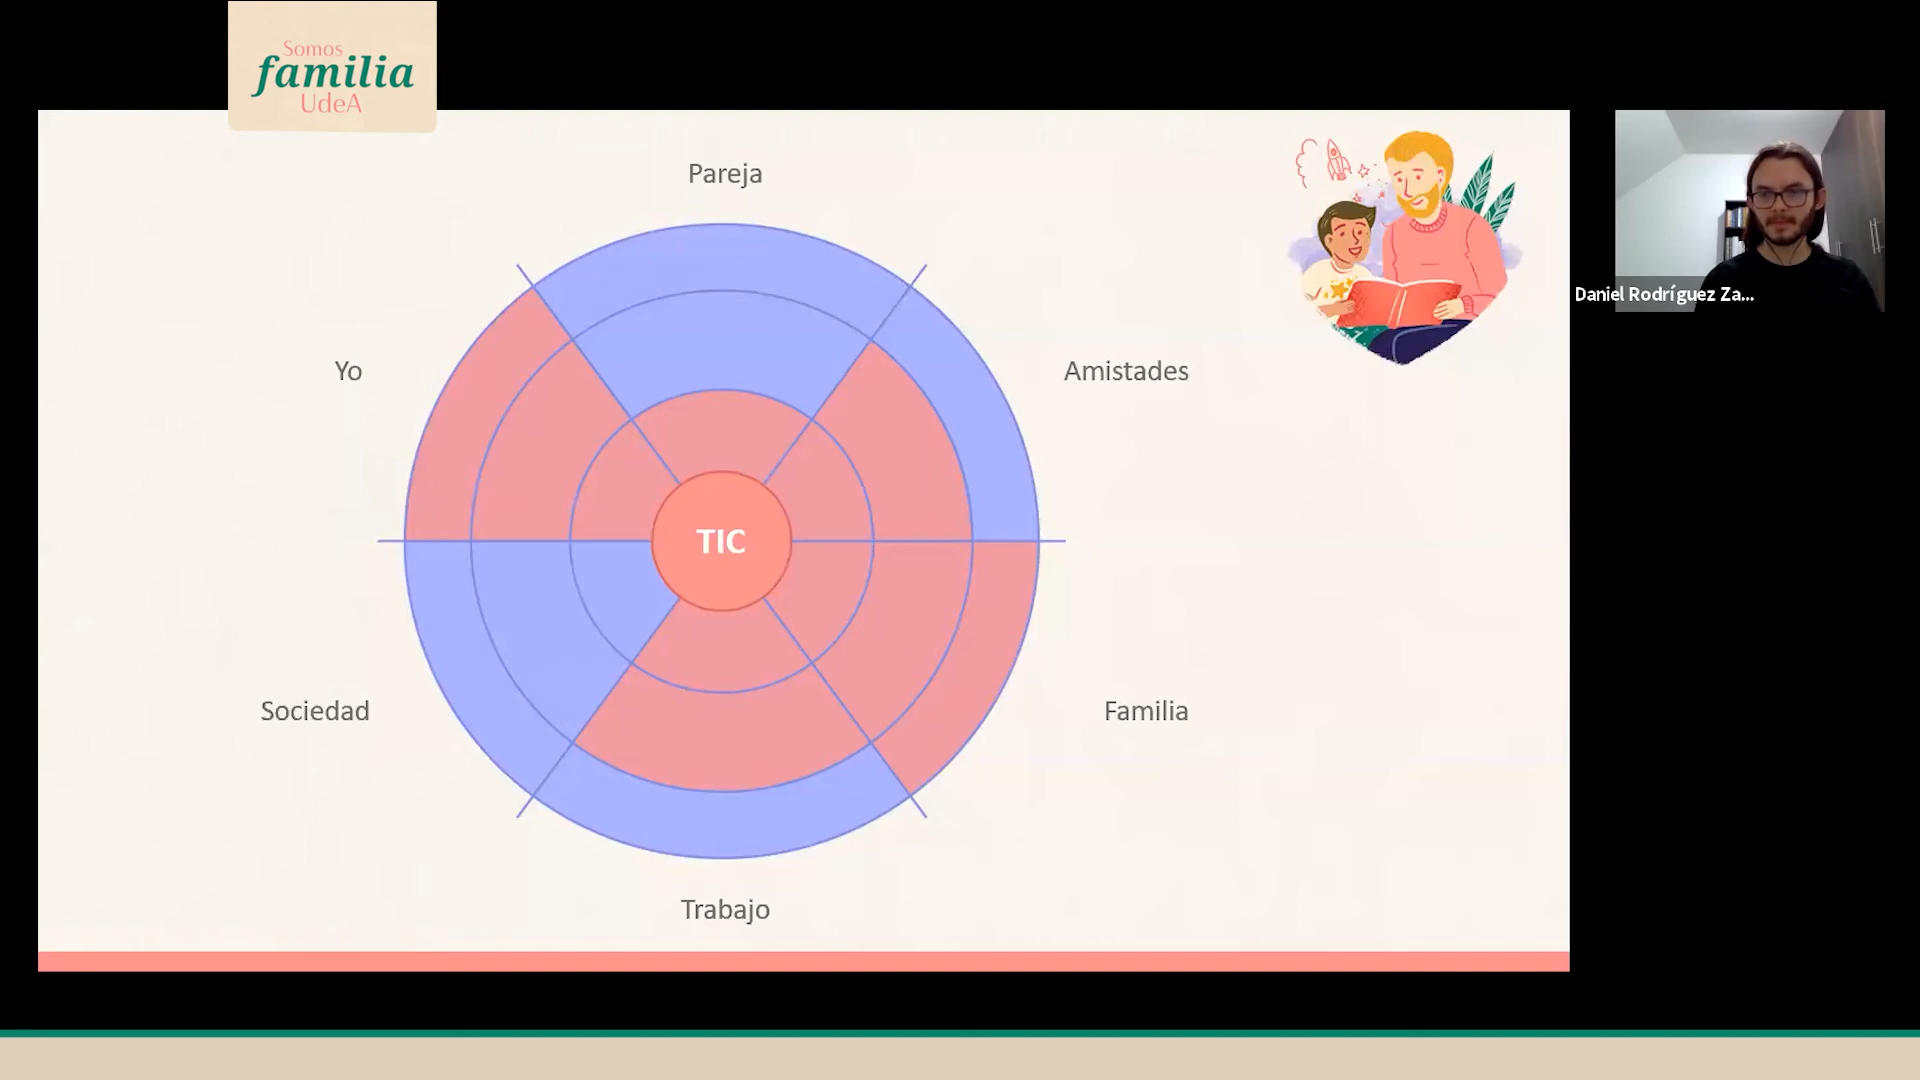 Somos
familia
UdeA
Pareja
Yo
Amistades
TIC
Sociedad
Familia
Trabajo
Daniel Rodríguez Za...